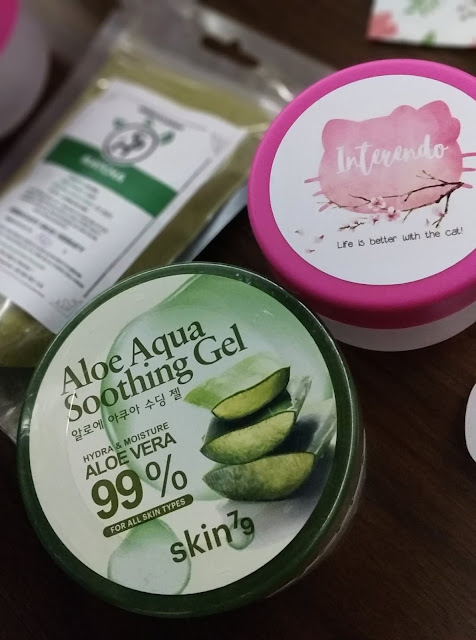 MATCHA
Interendo
Life is better with the cat!
Aloe Aqua
Soothing Gel
알로에 아쿠아 수딩 젤
HYDRA & MOISTURE
ALOE VERA
99%
FOR ALL SKIN TYPES
skin79